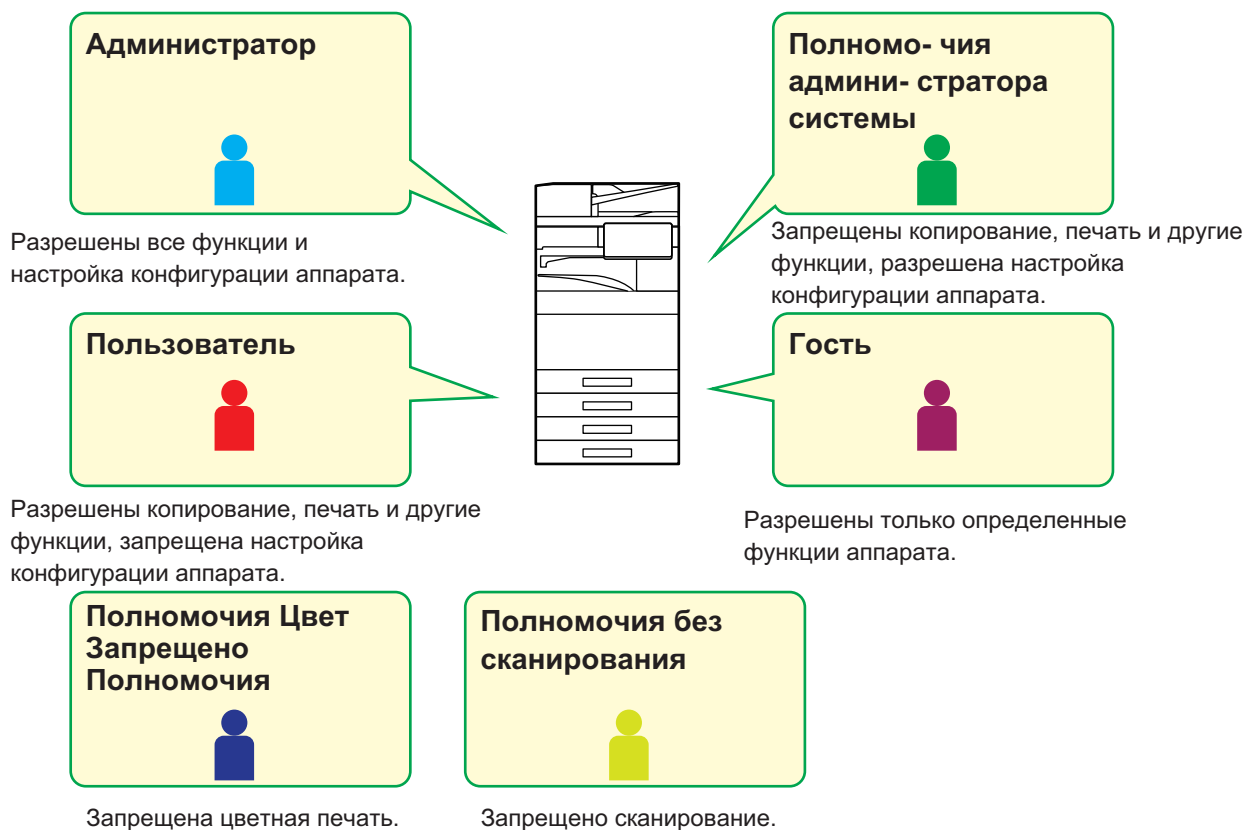 Администратор
Разрешены все функции и
настройка конфигурации аппарата.
Полномо- чия
админи- стратора
системы
Запрещены копирование, печать и другие
функции, разрешена настройка
конфигурации аппарата.
Пользователь
Разрешены копирование, печать и другие
функции, запрещена настройка
конфигурации аппарата.
Гость
Разрешены только определенные
функции аппарата.
Полномочия Цвет
Запрещено
Полномочия
Запрещена цветная печать.
Полномочия без
сканирования
Запрещено сканирование.